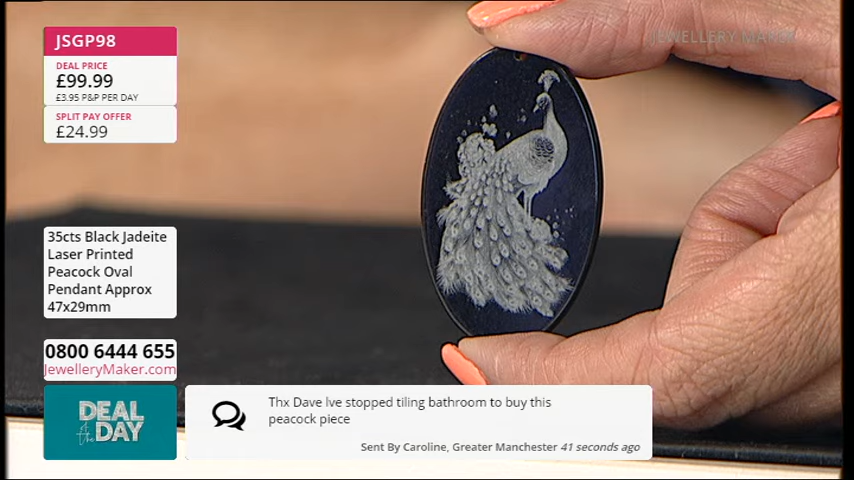 JSGP98
DEAL PRICE
£99.99
£3.95 P&P PER DAY
SPLIT PAY OFFER
£24.99
JEWELLERY MAKER
35cts Black Jadeite
Laser Printed
Peacock Oval
Pendant Approx
47x29mm
0800 6444 655
JewelleryMaker.com
DEAL
of the
DAY
Thx Dave Ive stopped tiling bathroom to buy this
peacock piece
Sent By Caroline, Greater Manchester 41 seconds ago